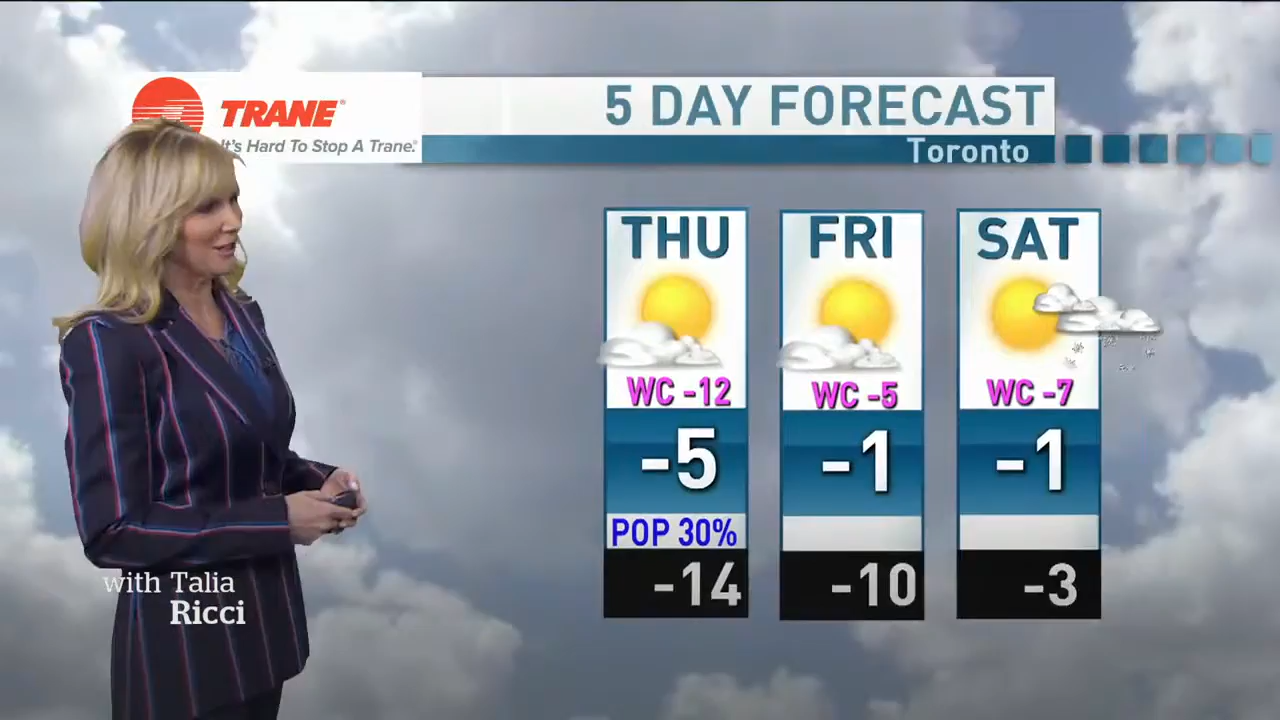 TRANE®
It's Hard To Stop A Trane.®
5 DAY FORECAST
Toronto
THU
WC -12
-5
POP 30%
-14
FRI
WC -5
-1
-10
SAT
WC -7
-1
-3
with Talia
Ricci